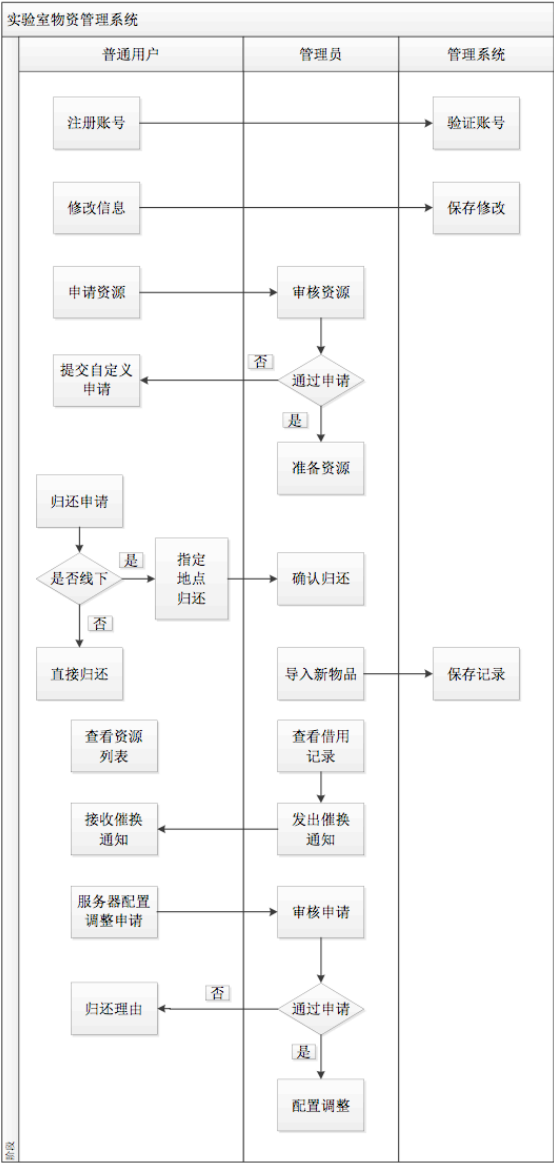 实验室物资管理系统
普通用户
管理员
管理系统
注册账号
验证账号
修改信息
保存修改
申请资源
审核资源
提交自定义
申请
否
通过申请
是
准备资源
归还申请
是否线下
是
指定
地点
归还
确认归还
否
直接归还
导入新物品
保存记录
查看资源
列表
查看借用
记录
接收催换
通知
发出催换
通知
服务器配置
调整申请
审核申请
否
归还理由
通过申请
是
配置调整
阶段